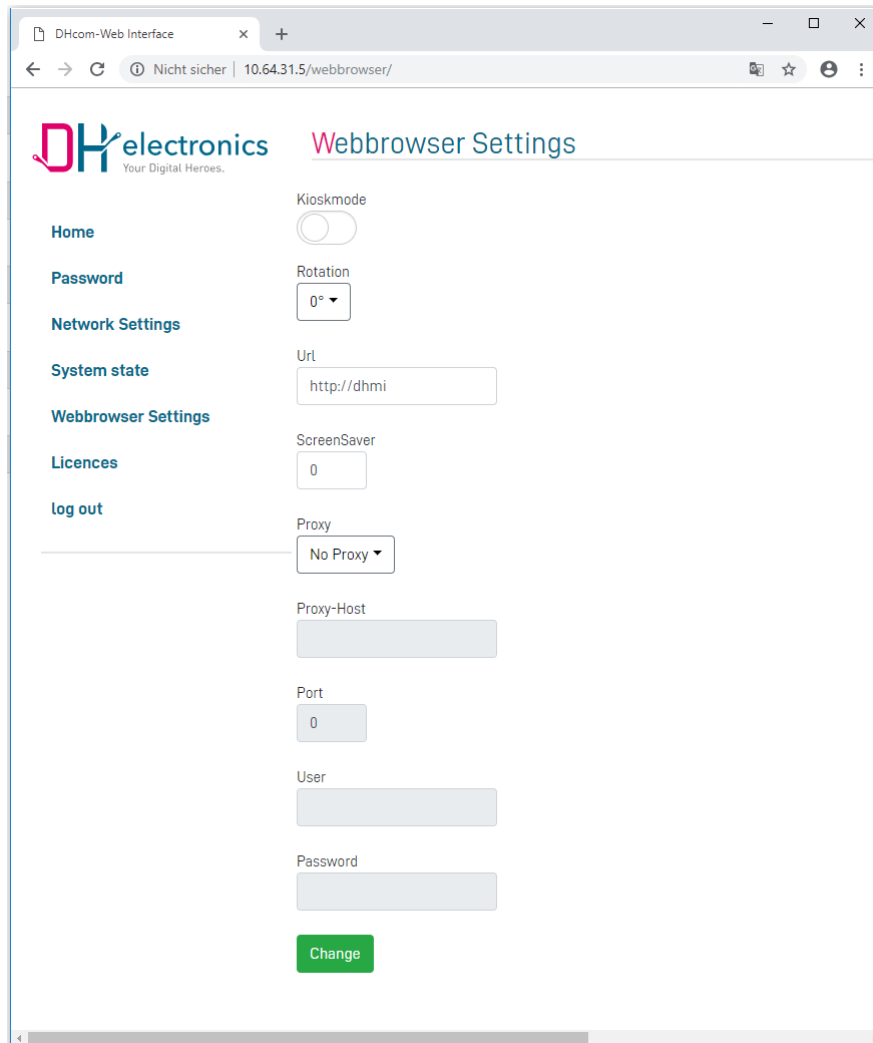 DHcom-Web Interface
Nicht sicher | 10.64.31.5/webbrowser/
DH electronics
Your Digital Heroes.
Webbrowser Settings
Home
Password
Network Settings
System state
Webbrowser Settings
Licences
log out
Kioskmode
Rotation
0°
Url
http://dhmi
ScreenSaver
0
Proxy
No Proxy
Proxy-Host
Port
0
User
Password
Change